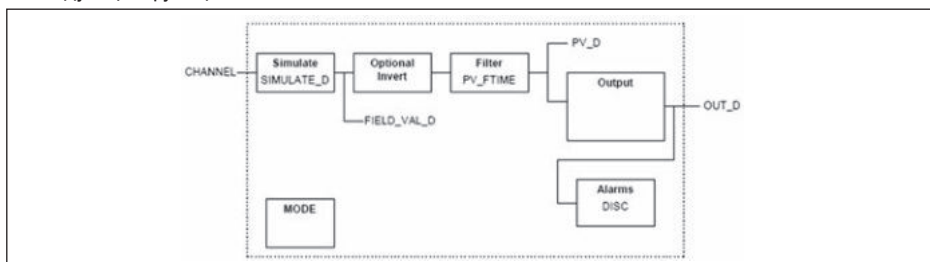 Simulate
SIMULATE_D
Optional
Invert
Filter
PV_FTIME
PV_D
CHANNEL
Output
OUT_D
FIELD_VAL_D
Alarms
DISC
MODE